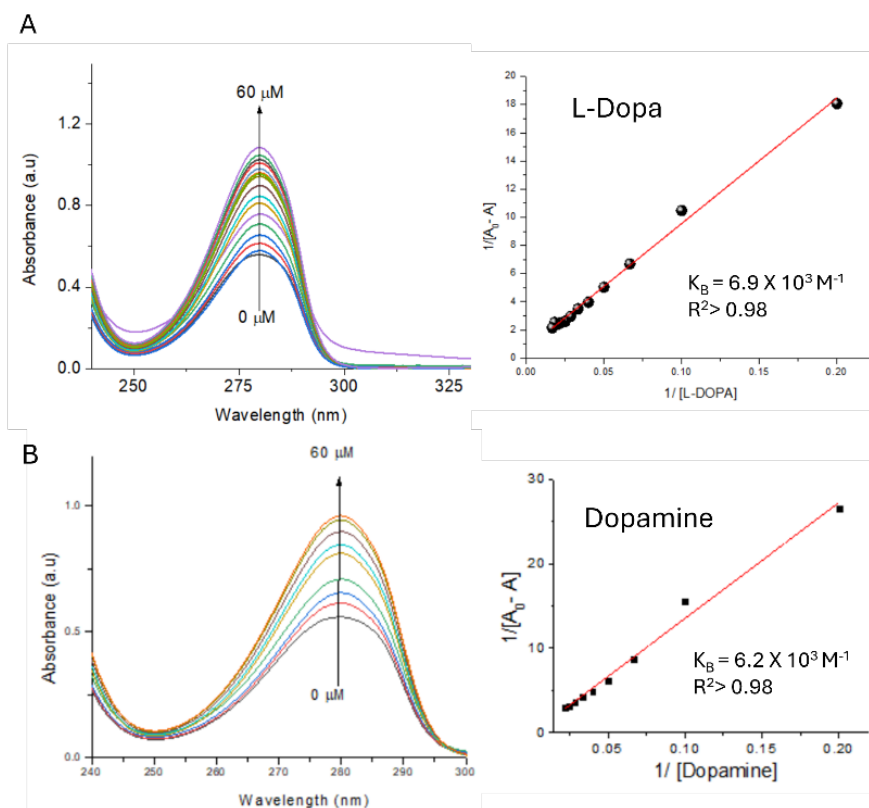 A
60 μM
0 μM
Absorbance (a.u)
1.2
0.8
0.4
0.0
250
275
300
325
Wavelength (nm)
L-Dopa
K_B = 6.9 X 10³ M⁻¹
R²> 0.98
1/[A₀- A]
20
18
16
14
12
10
8
6
4
2
0
0.00
0.05
0.10
0.15
0.20
1/ [L-DOPA]
B
60 μM
0 μM
Absorbance (a.u)
1.0
0.5
0.0
240
250
260
270
280
290
300
Wavelength (nm)
Dopamine
K_B = 6.2 X 10³ M⁻¹
R²> 0.98
1/[A₀- A]
30
20
10
0
0.05
0.10
0.15
0.20
1/ [Dopamine]